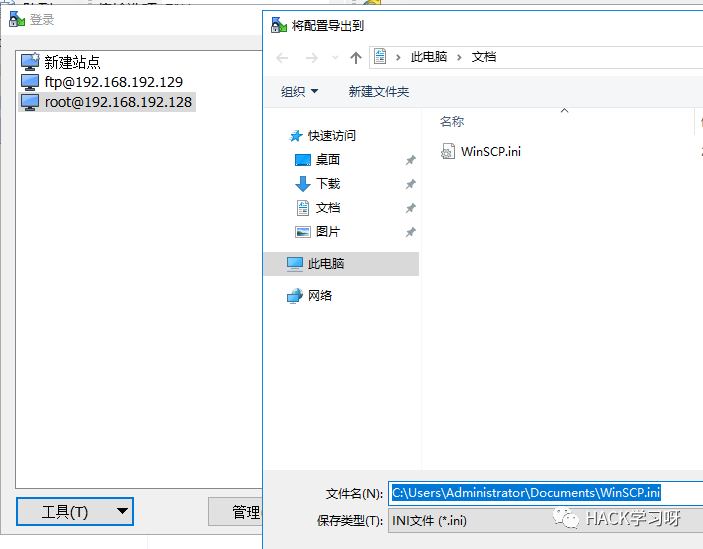 登录
新建站点
ftp@192.168.192.129
root@192.168.192.128
工具(T)
管理
将配置导出到
此电脑 › 文档
组织
新建文件夹
快速访问
桌面
下载
文档
图片
此电脑
网络
名称
WinSCP.ini
文件名(N): C:\Users\Administrator\Documents\WinSCP.ini
保存类型(T): INI文件 (*.ini)
HACK学习呀